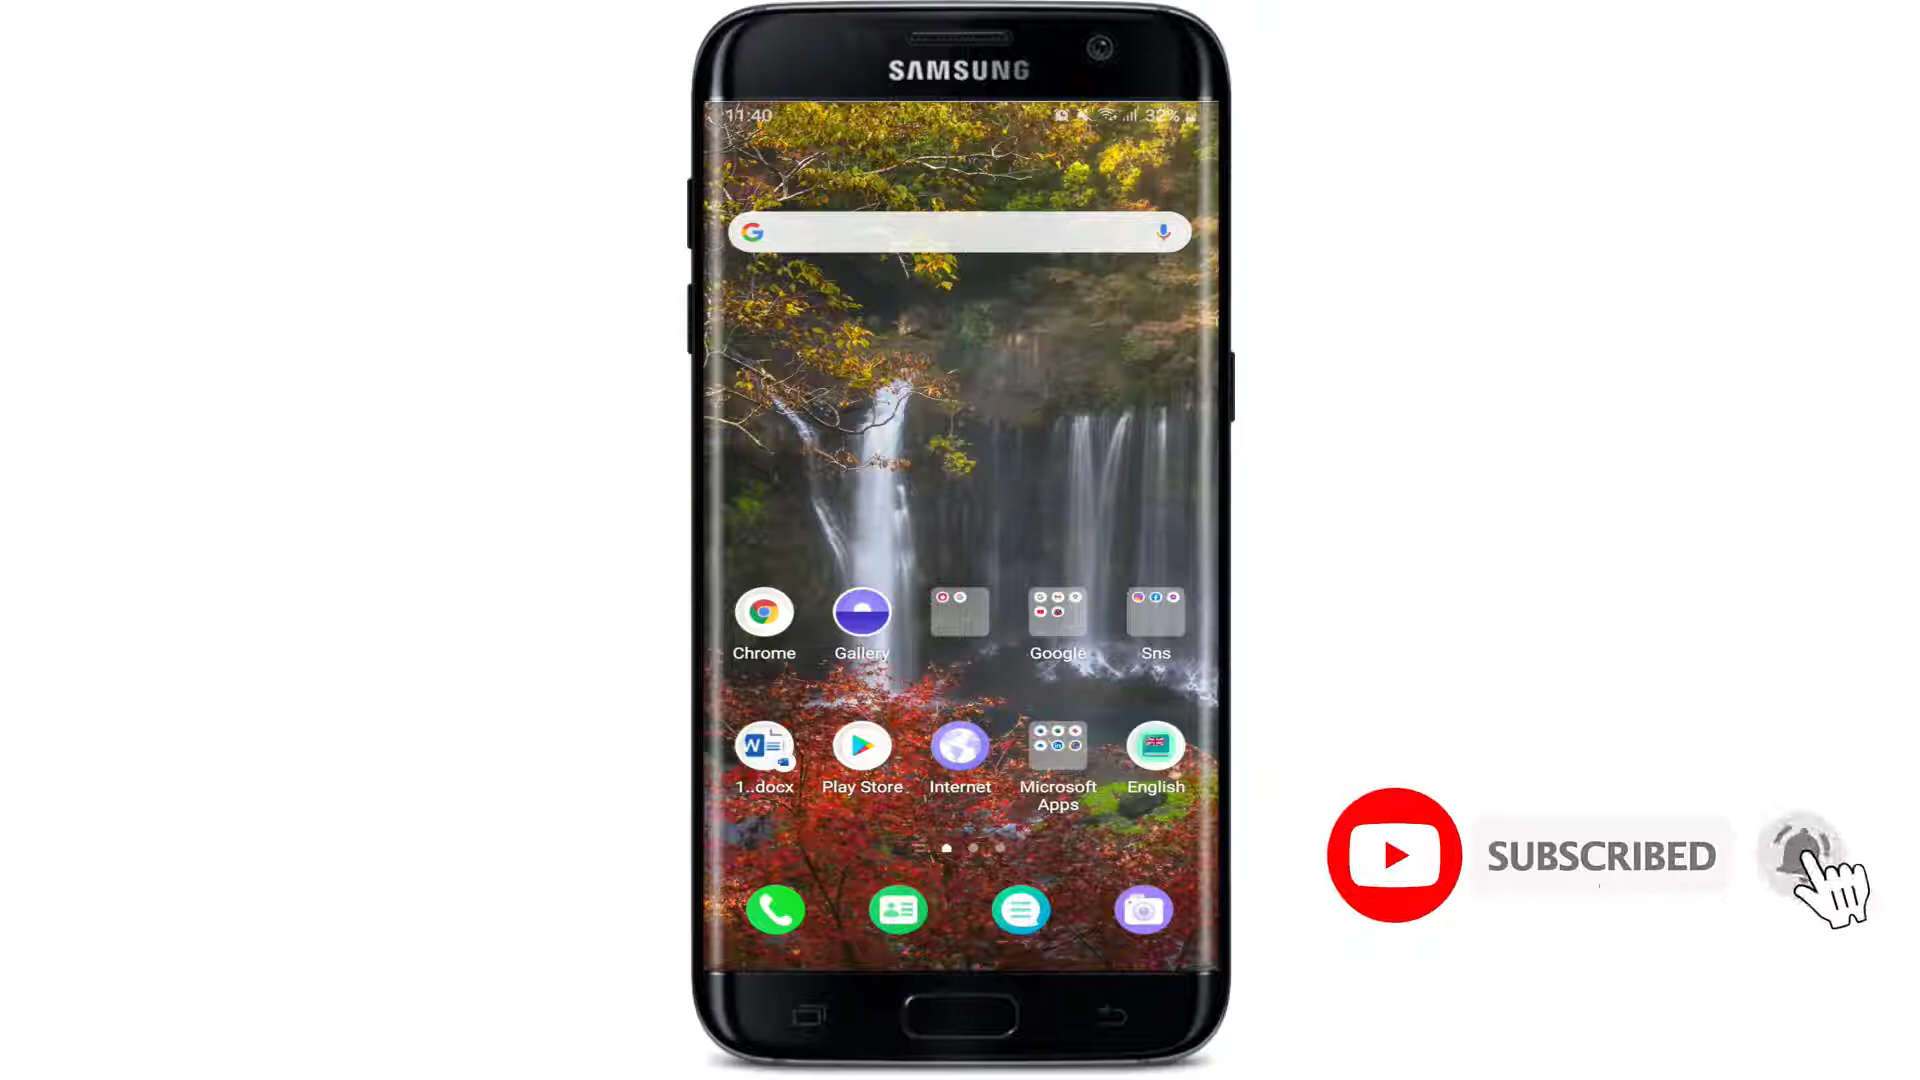 SAMSUNG
11:40
32%
Chrome
Gallery
Google
Sns
1..docx
Play Store
Internet
Microsoft
Apps
English
SUBSCRIBED